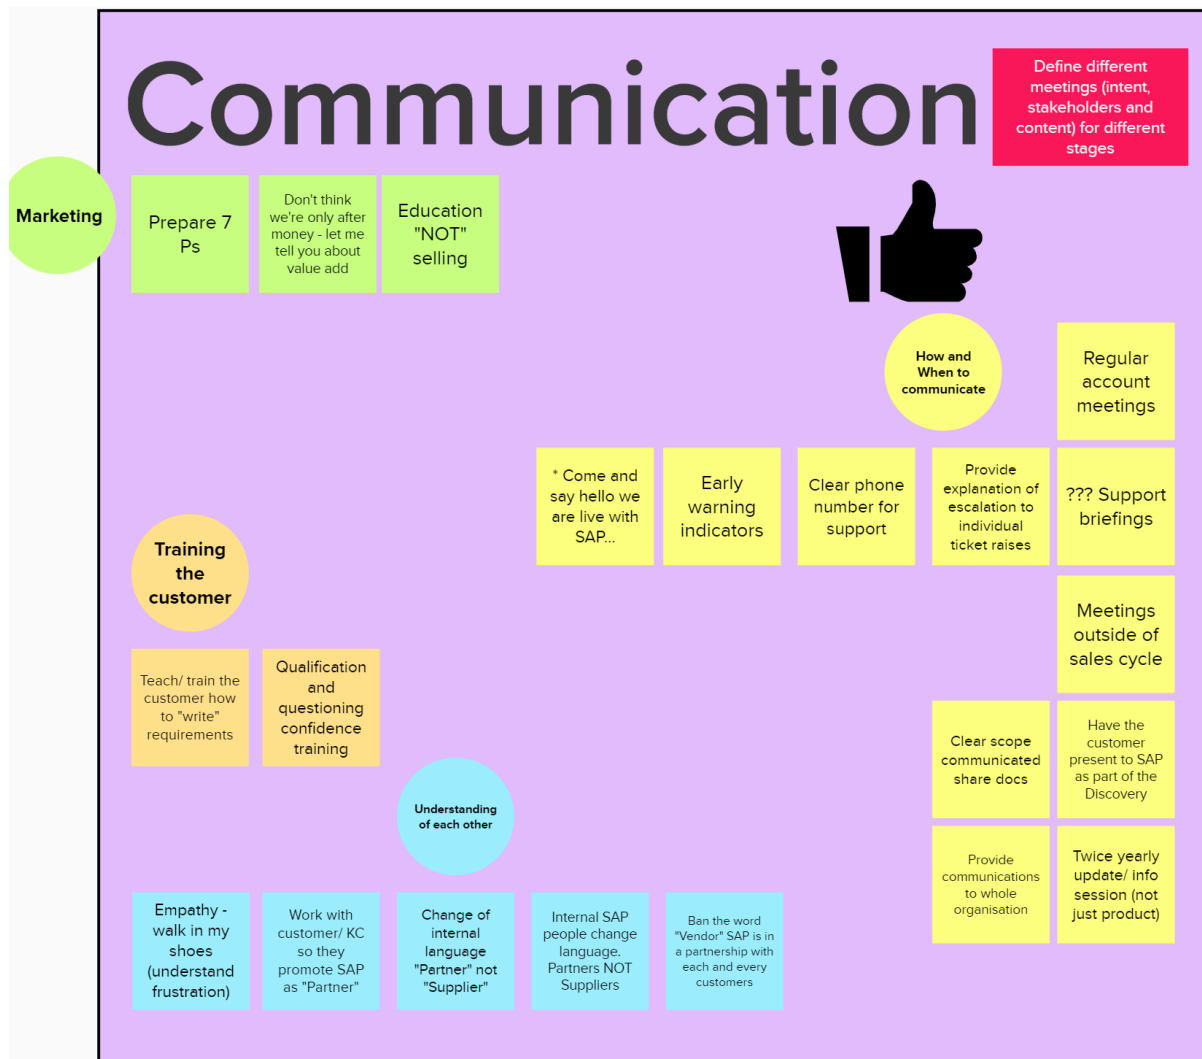 Communication
Define different
meetings (intent,
stakeholders and
content) for different
stages
Marketing
Prepare 7
Ps
Don't think
we're only after
money - let me
tell you about
value add
Education
"NOT"
selling
How and
When to
communicate
Regular
account
meetings
* Come and
say hello we
are live with
SAP...
Early
warning
indicators
Clear phone
number for
support
Provide
explanation of
escalation to
individual
ticket raises
??? Support
briefings
Training
the
customer
Meetings
outside of
sales cycle
Teach/ train the
customer how
to "write"
requirements
Qualification
and
questioning
confidence
training
Clear scope
communicated
share docs
Have the
customer
present to SAP
as part of the
Discovery
Understanding
of each other
Provide
communications
to whole
organisation
Twice yearly
update/ info
session (not
just product)
Empathy -
walk in my
shoes
(understand
frustration)
Work with
customer/ KC
so they
promote SAP
as "Partner"
Change of
internal
language
"Partner" not
"Supplier"
Internal SAP
people change
language.
Partners NOT
Suppliers
Ban the word
"Vendor" SAP is in
a partnership with
each and every
customers